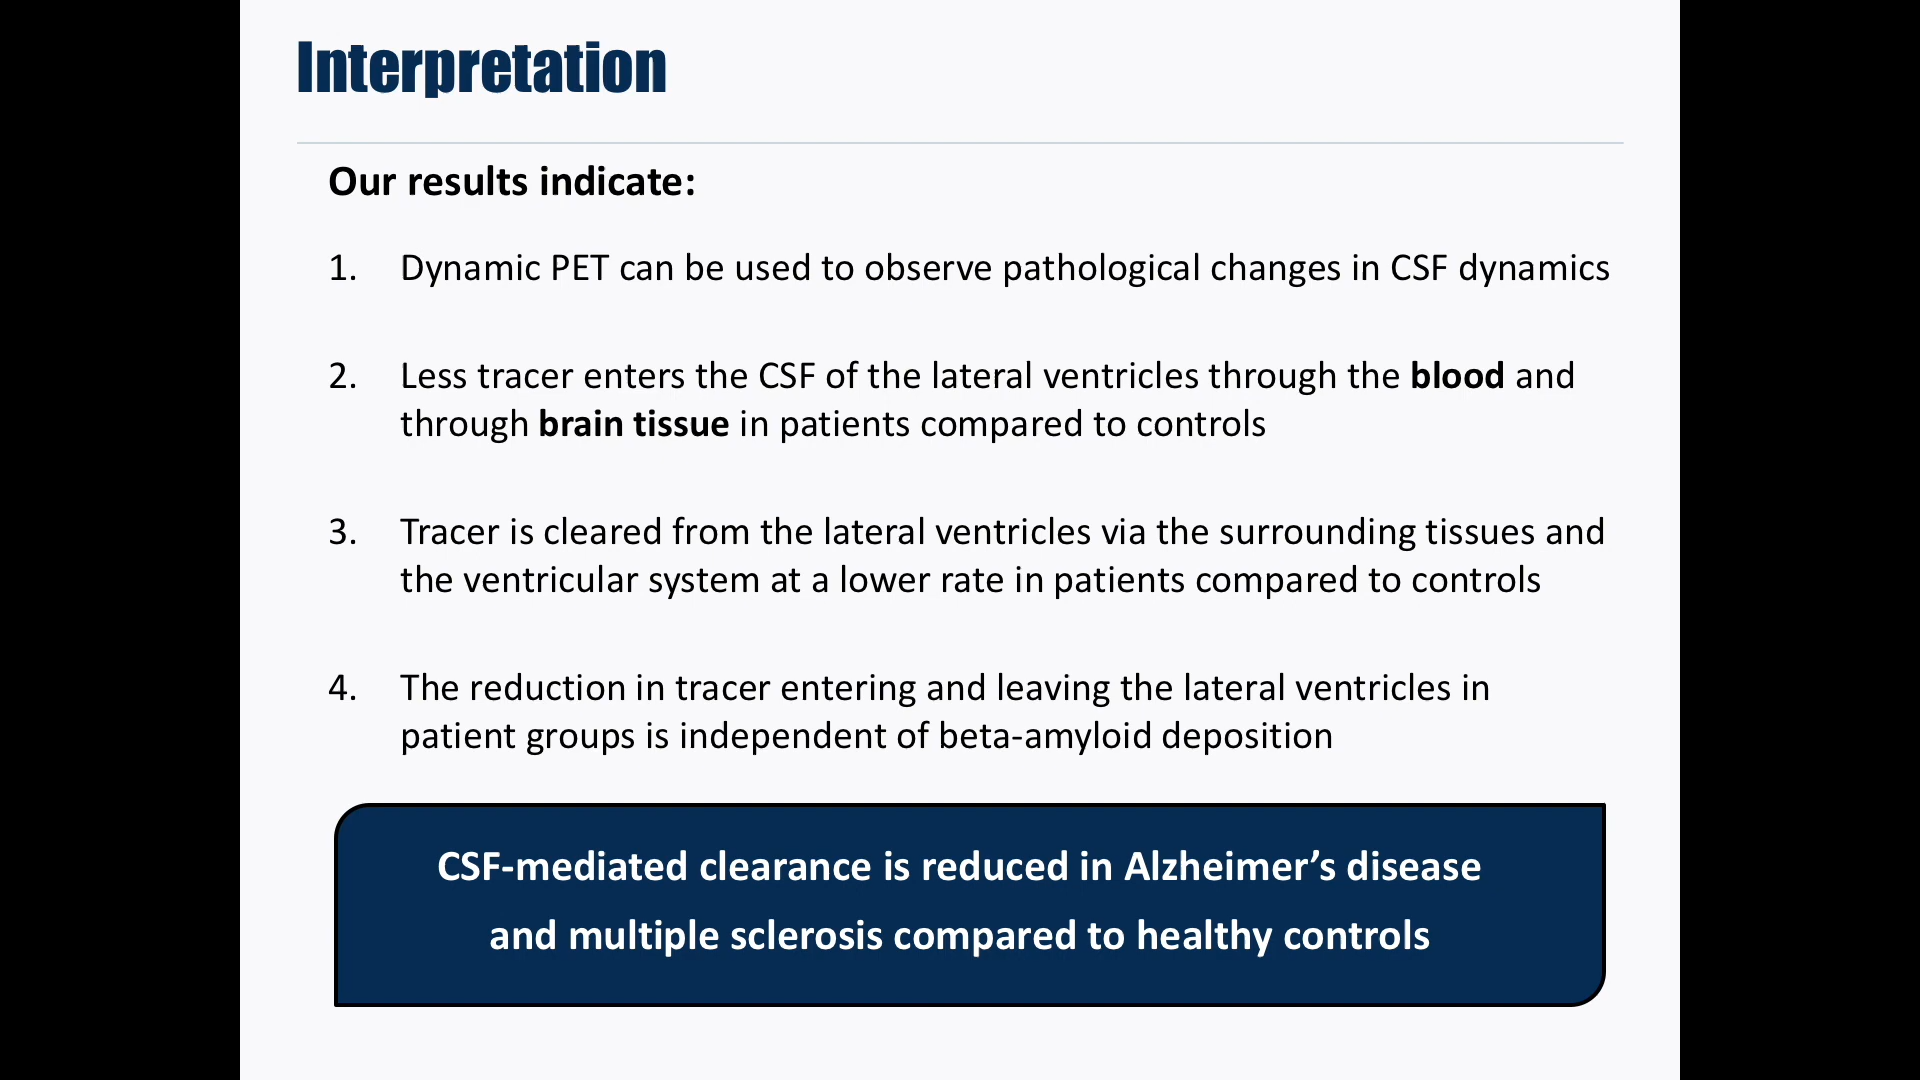 Interpretation
Our results indicate:
1. Dynamic PET can be used to observe pathological changes in CSF dynamics
2. Less tracer enters the CSF of the lateral ventricles through the blood and
through brain tissue in patients compared to controls
3. Tracer is cleared from the lateral ventricles via the surrounding tissues and
the ventricular system at a lower rate in patients compared to controls
4. The reduction in tracer entering and leaving the lateral ventricles in
patient groups is independent of beta-amyloid deposition
CSF-mediated clearance is reduced in Alzheimer’s disease
and multiple sclerosis compared to healthy controls